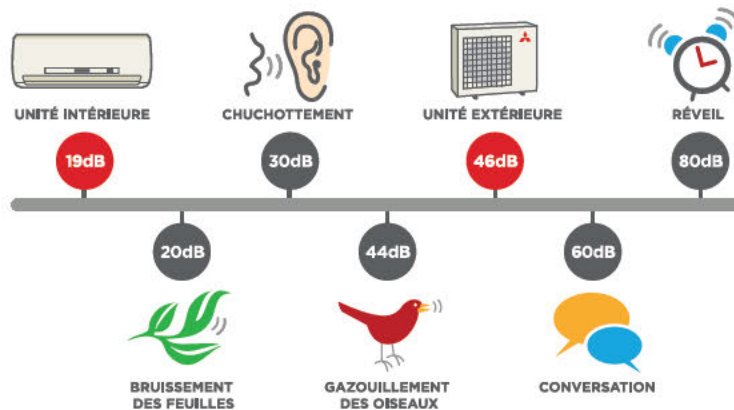 UNITÉ INTÉRIEURE
CHUCHOTTEMENT
UNITÉ EXTÉRIEURE
RÉVEIL
19dB
30dB
46dB
80dB
20dB
44dB
60dB
BRUISSEMENT
DES FEUILLES
GAZOUILLEMENT
DES OISEAUX
CONVERSATION